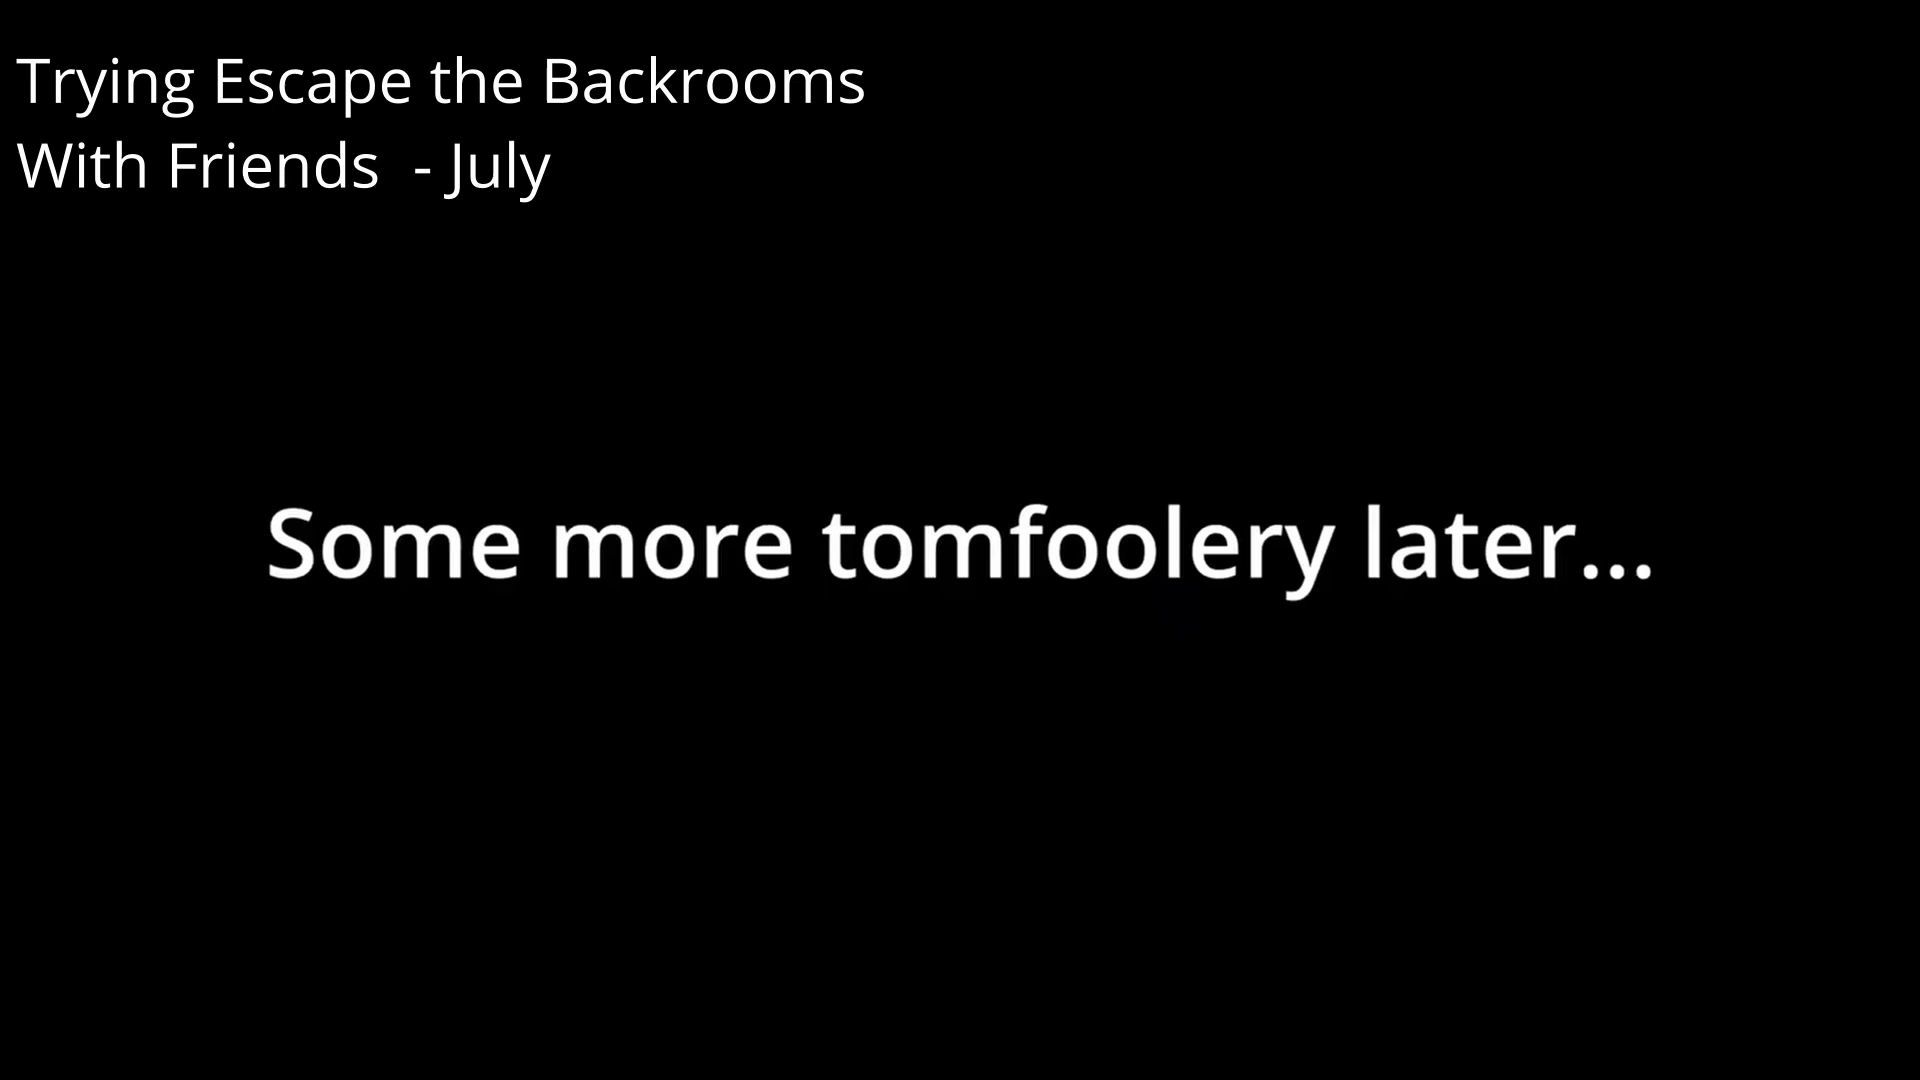 Trying Escape the Backrooms
With Friends  - July
Some more tomfoolery later...